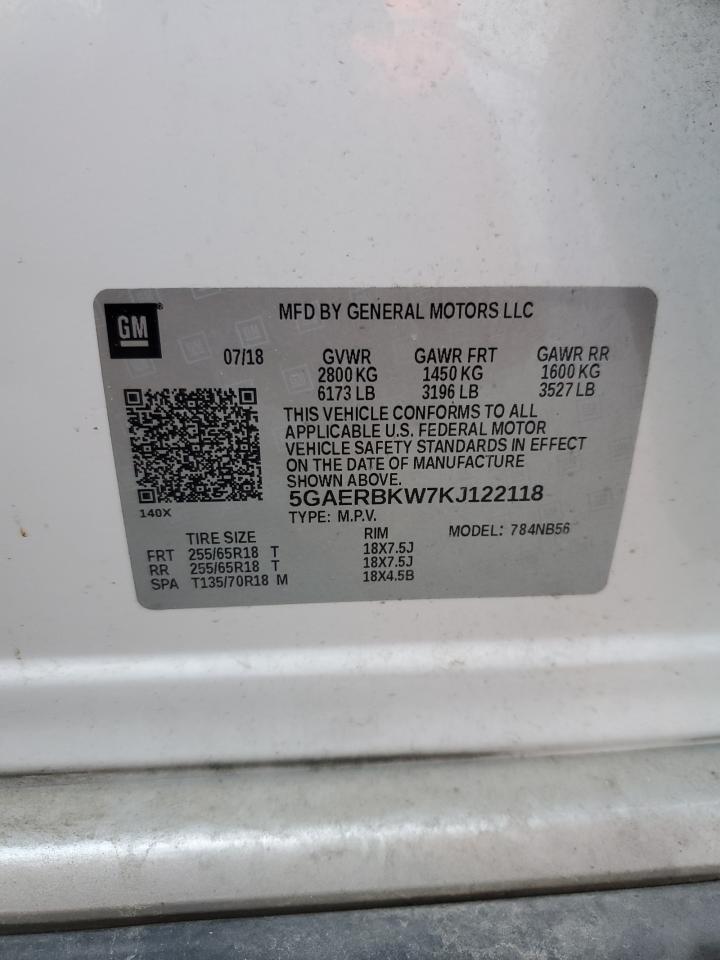 GM
MFD BY GENERAL MOTORS LLC
07/18 GVWR GAWR FRT GAWR RR
2800 KG 1450 KG 1600 KG
6173 LB 3196 LB 3527 LB
THIS VEHICLE CONFORMS TO ALL
APPLICABLE U.S. FEDERAL MOTOR
VEHICLE SAFETY STANDARDS IN EFFECT
ON THE DATE OF MANUFACTURE
SHOWN ABOVE.
5GAERBKW7KJ122118
140X
TYPE: M.P.V.
TIRE SIZE RIM MODEL: 784NB56
FRT 255/65R18 T 18X7.5J
RR 255/65R18 T 18X7.5J
SPA T135/70R18 M 18X4.5B